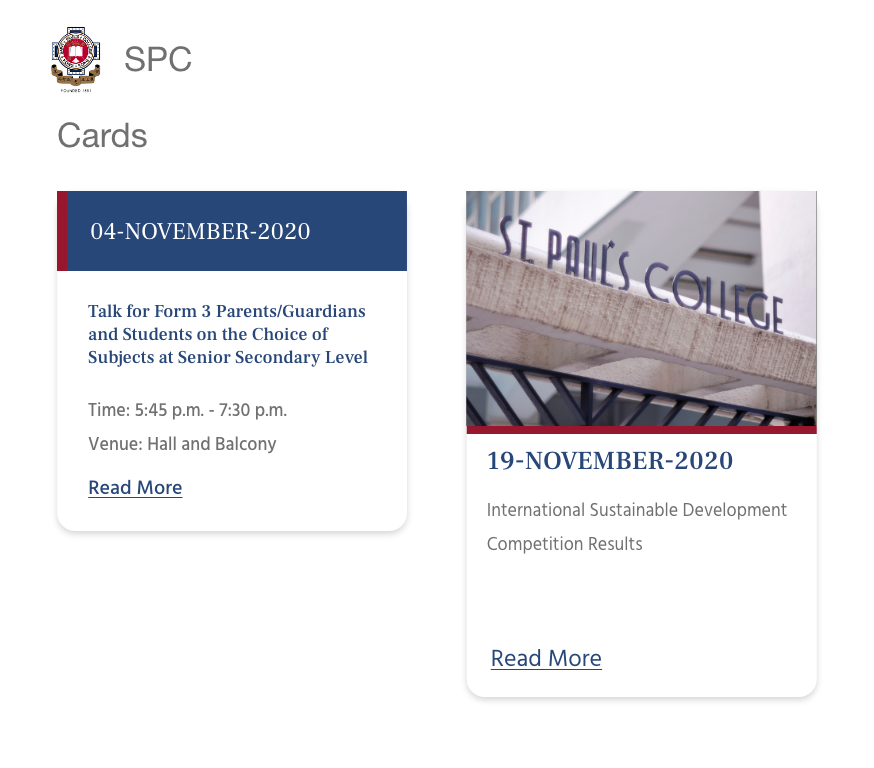 SPC
FOUNDED 1851
Cards
04-NOVEMBER-2020
Talk for Form 3 Parents/Guardians
and Students on the Choice of
Subjects at Senior Secondary Level
Time: 5:45 p.m. - 7:30 p.m.
Venue: Hall and Balcony
Read More
ST. PAUL'S COLLEGE
19-NOVEMBER-2020
International Sustainable Development
Competition Results
Read More